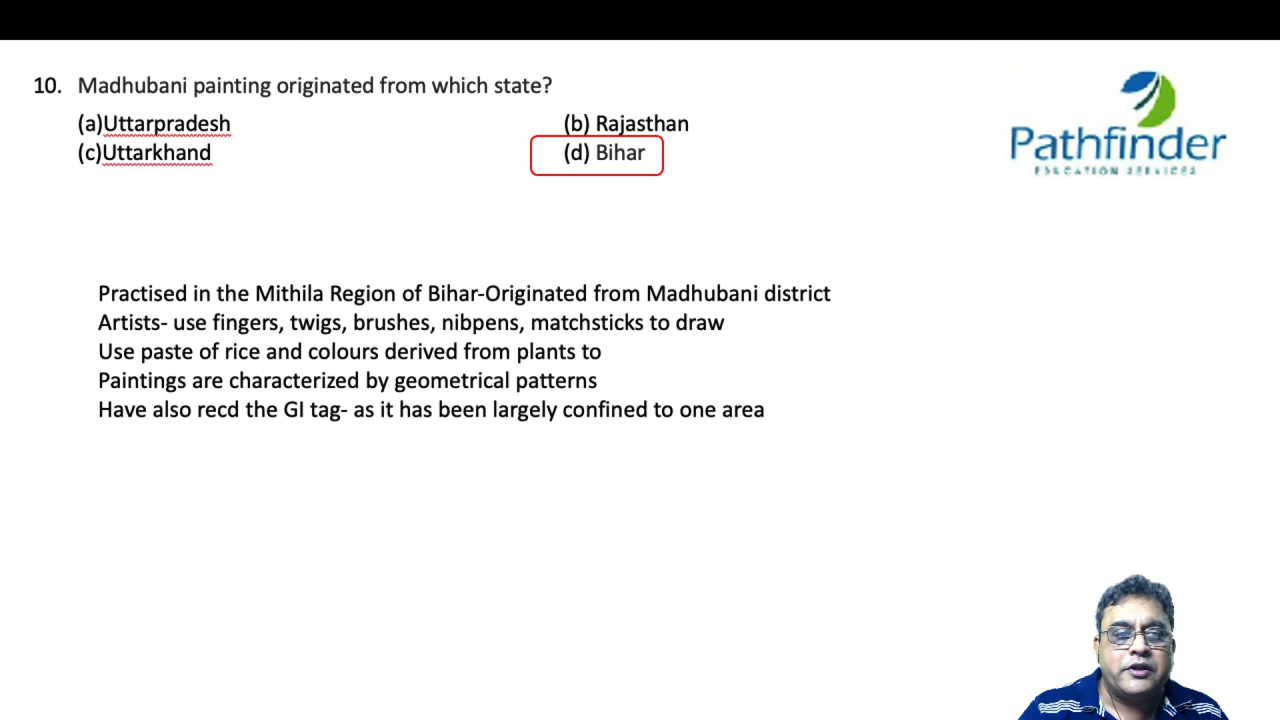 10. Madhubani painting originated from which state?
(a)Uttarpradesh (b) Rajasthan
(c)Uttarkhand (d) Bihar
Pathfinder
EDUCATION SERVICES
Practised in the Mithila Region of Bihar-Originated from Madhubani district
Artists- use fingers, twigs, brushes, nibpens, matchsticks to draw
Use paste of rice and colours derived from plants to
Paintings are characterized by geometrical patterns
Have also recd the GI tag- as it has been largely confined to one area